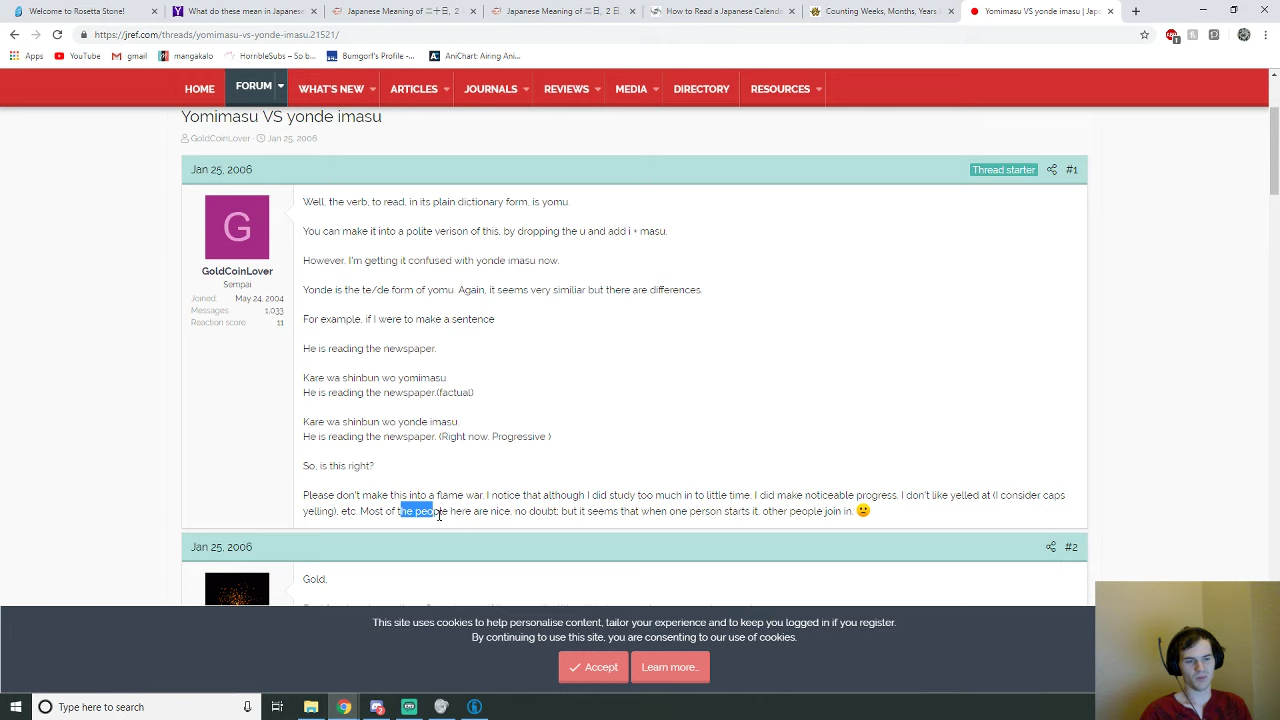 Welcome to Rosetta Stone!
What do these mean in Japanese
Japanese Meaning of 二十日, 2
Japanese Meaning of 二日, 2 日
How to Read a Japanese Calenda
Counting Weeks, Months, Years
Yomimasu VS yonde imasu | Jap
https://jref.com/threads/yomimasu-vs-yonde-imasu.21521/
Apps
YouTube
gmail
mangakalo
HorribleSubs – So b...
Bumgorf's Profile -...
AniChart: Airing Ani...
HOME
FORUM
WHAT'S NEW
ARTICLES
JOURNALS
REVIEWS
MEDIA
DIRECTORY
RESOURCES
Yomimasu VS yonde imasu
GoldCoinLover
Jan 25, 2006
Jan 25, 2006
Thread starter
#1
G
GoldCoinLover
Sempai
Joined: May 24, 2004
Messages: 1,033
Reaction score: 11
Well, the verb, to read, in its plain dictionary form, is yomu.
You can make it into a polite verison of this, by dropping the u and add i + masu.
However, I'm getting it confused with yonde imasu now.
Yonde is the te/de form of yomu. Again, it seems very similiar but there are differences.
For example, if I were to make a sentence
He is reading the newspaper.
Kare wa shinbun wo yomimasu.
He is reading the newspaper.(factual)
Kare wa shinbun wo yonde imasu.
He is reading the newspaper. (Right now. Progressive )
So, is this right?
Please don't make this into a flame war. I notice that although I did study too much in to little time, I did make noticeable progress. I don't like yelled at (I consider caps
yelling), etc. Most of the people here are nice, no doubt; but it seems that when one person starts it, other people join in.
Jan 25, 2006
#2
Gold,
This site uses cookies to help personalise content, tailor your experience and to keep you logged in if you register.
By continuing to use this site, you are consenting to our use of cookies.
Accept
Learn more...
Type here to search